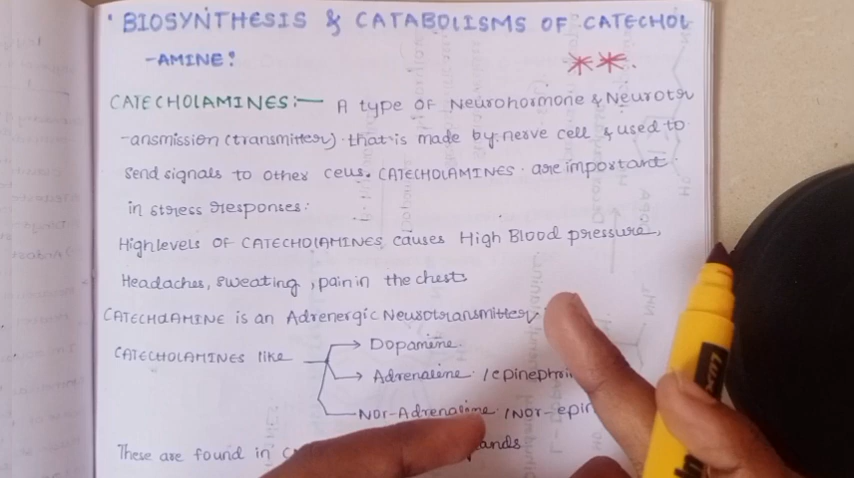 BIOSYNTHESIS & CATABOLISMS OF CATECHOL
-AMINE:
CATECHOLAMINES:— A type OF Neurohormone & Neurotr
-ansmission (transmitter) that is made by nerve cell & used to
Send signals to other cells. CATECHOLAMINES are important
in stress responses:
High levels OF CATECHOLAMINES causes High Blood pressure,
Headaches, sweating, pain in the chests
CATECHOLAMINE is an Adrenergic Neurotransmitter
CATECHOLAMINES like → Dopamine.
→ Adrenaline /epinephrin
Nor-Adrenaline /Nor-epin
These are found in glands